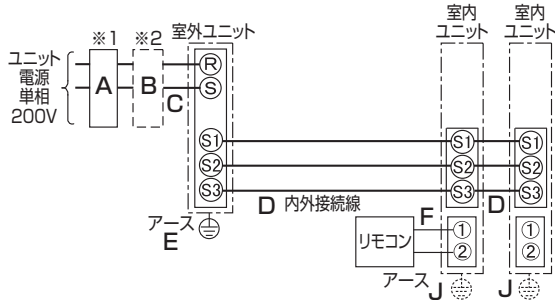 ※1
※2
室外ユニット
室内
ユニット
室内
ユニット
ユニット
電源
単相
200V
A
B
C
R
S
S1
S2
S3
S1
S2
S3
S1
S2
S3
D
内外接続線
D
アース
E
リモコン
F
①
②
①
②
アース
J
J